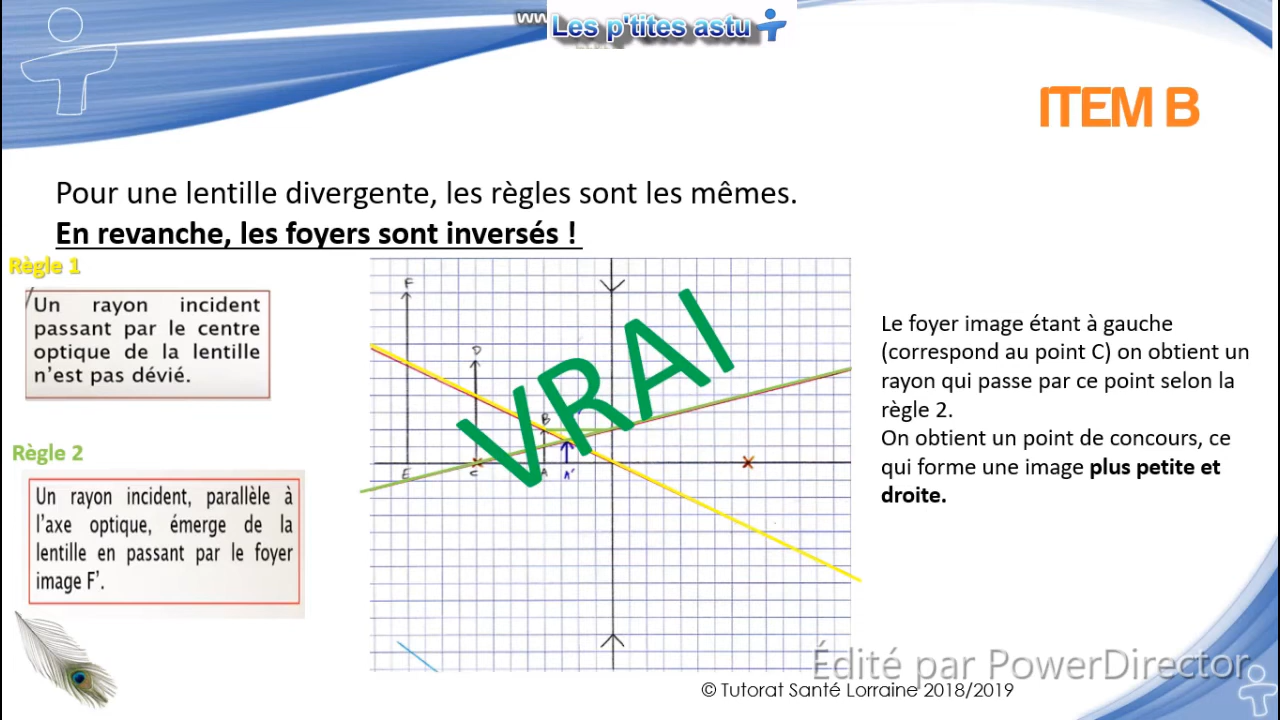 ww
Les p'tites astu
ITEM B
Pour une lentille divergente, les règles sont les mêmes.
En revanche, les foyers sont inversés !
Règle 1
Un rayon incident
passant par le centre
optique de la lentille
n'est pas dévié.
Règle 2
Un rayon incident, parallèle à
l'axe optique, émerge de la
lentille en passant par le foyer
image F'.
F
D
B
E
C
A
A'
VRAI
Le foyer image étant à gauche
(correspond au point C) on obtient un
rayon qui passe par ce point selon la
règle 2.
On obtient un point de concours, ce
qui forme une image plus petite et
droite.
Édité par PowerDirector
© Tutorat Santé Lorraine 2018/2019